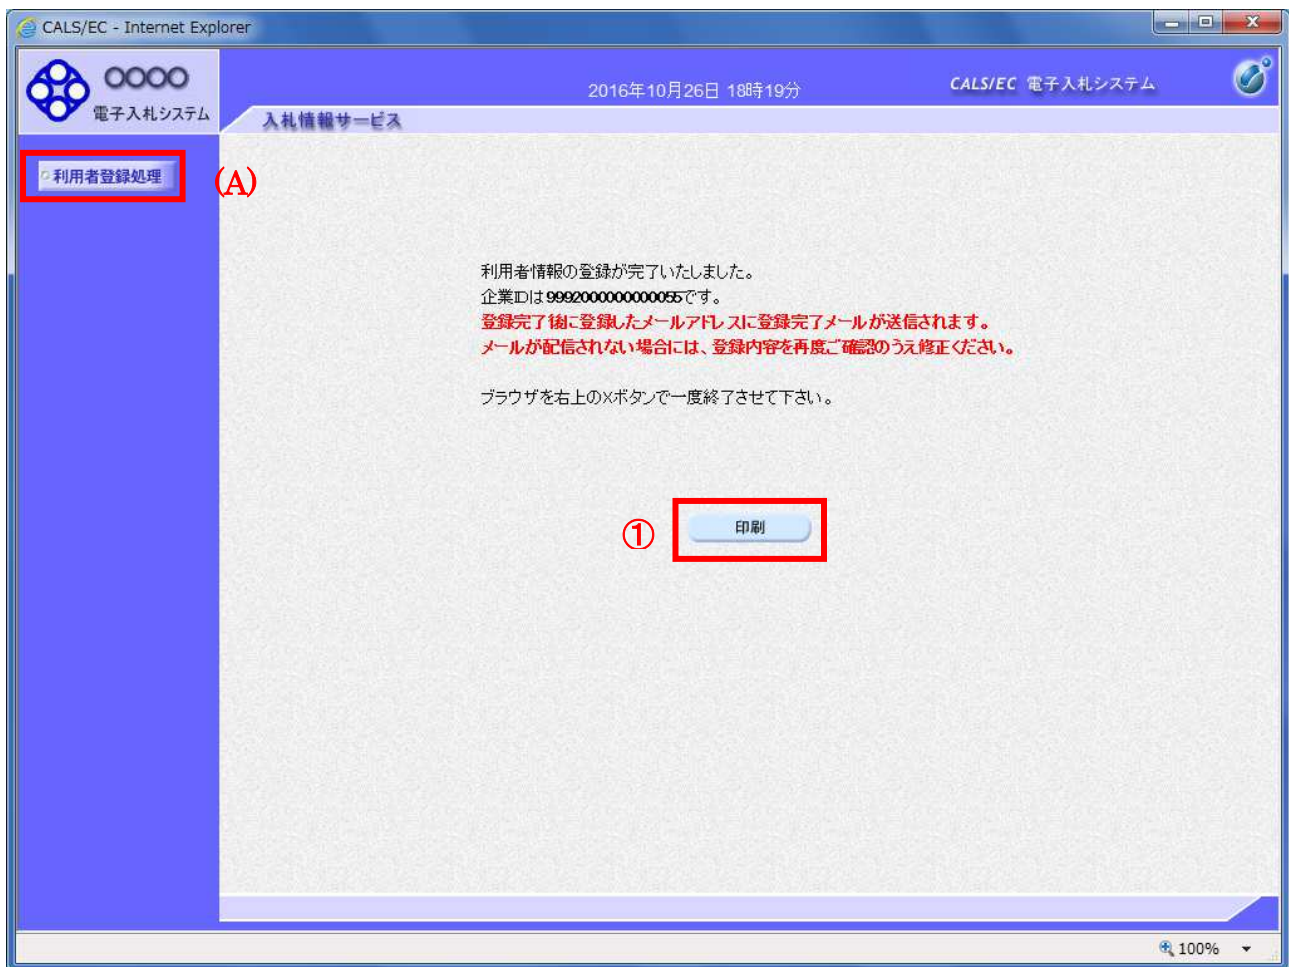 CALS/EC - Internet Explorer
○○○○
電子入札システム
2016年10月26日 18時19分
CALS/EC 電子入札システム
入札情報サービス
利用者登録処理
(A)
利用者情報の登録が完了いたしました。
企業IDは9992000000000055です。
登録完了後に登録したメールアドレスに登録完了メールが送信されます。
メールが配信されない場合には、登録内容を再度ご確認のうえ修正ください。
ブラウザを右上の×ボタンで一度終了させて下さい。
①
印刷
100%